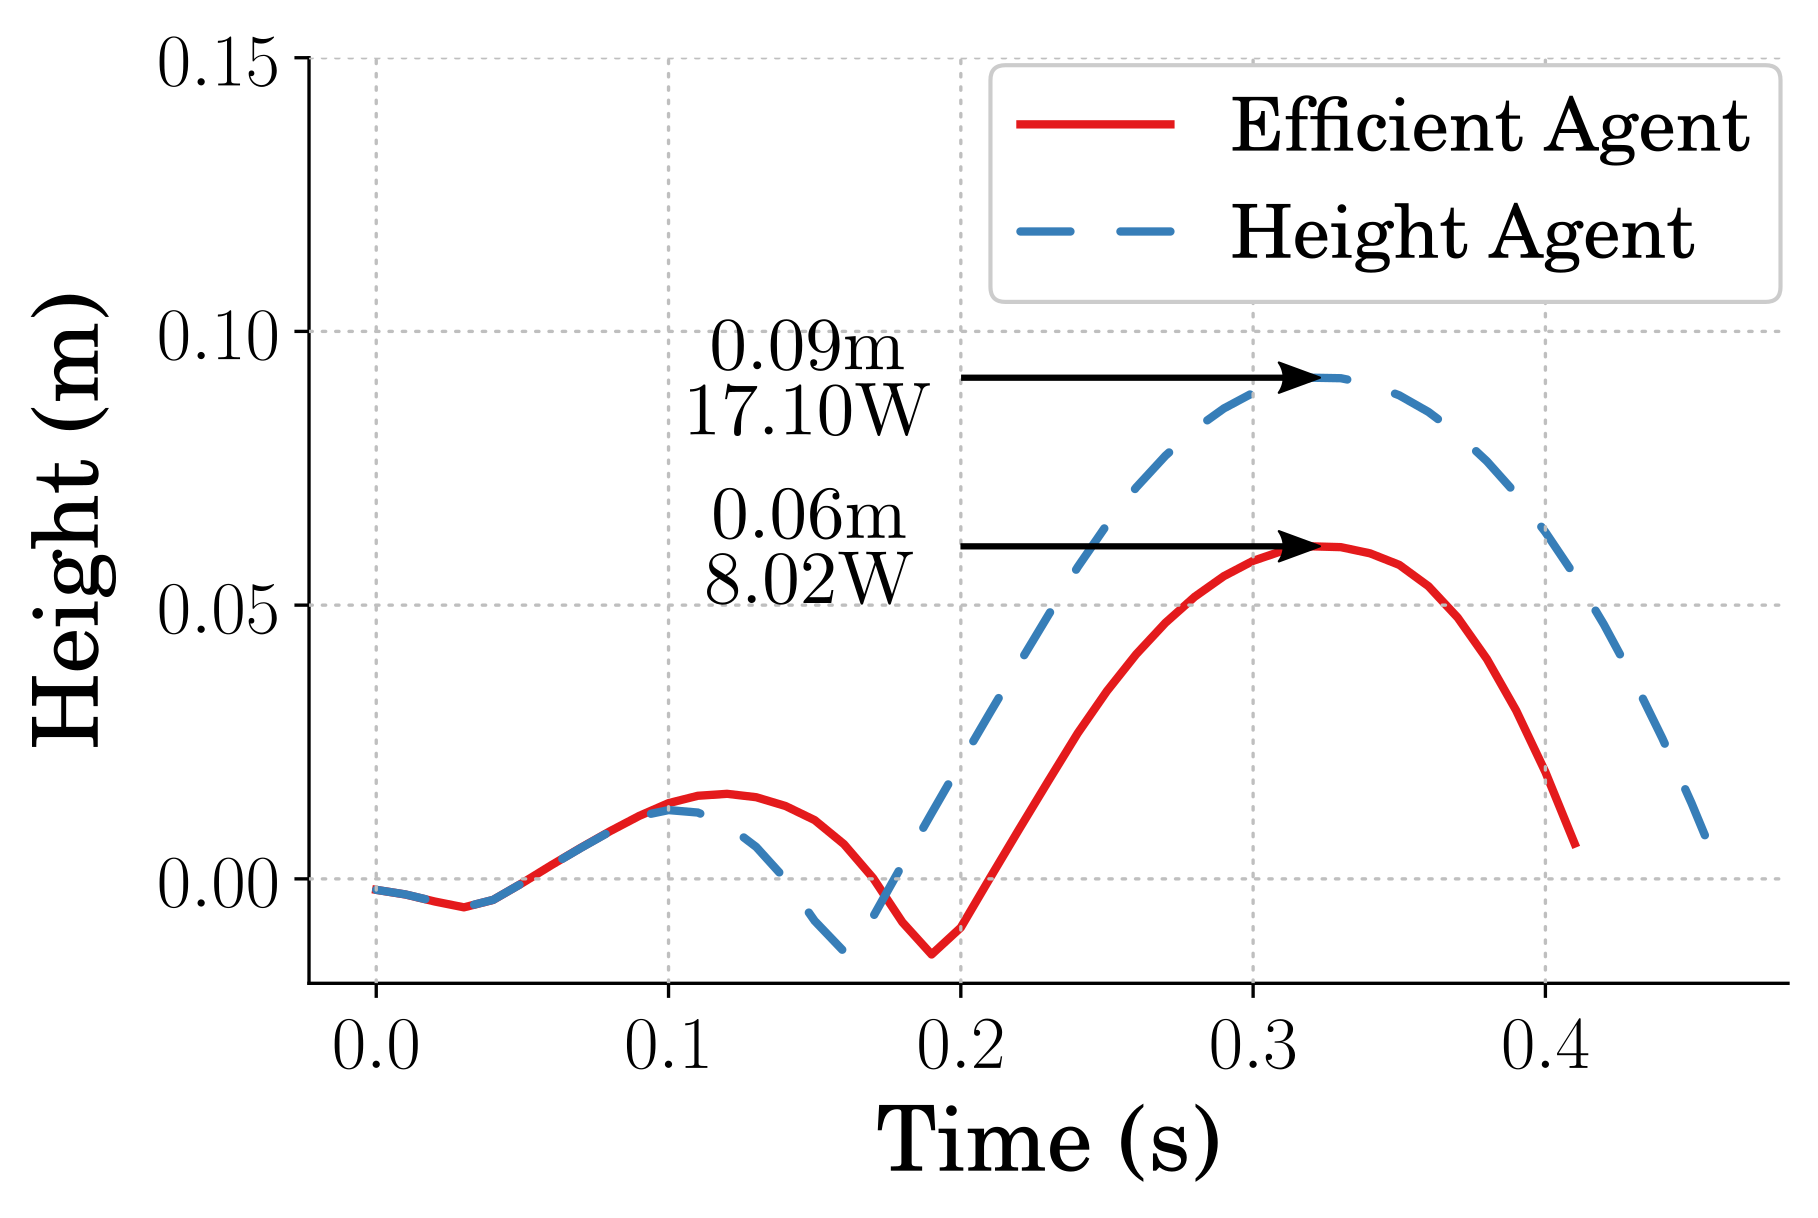 0.15
Efficient Agent
Height Agent
0.10
0.09m
17.10W
0.06m
8.02W
0.05
0.00
Height (m)
0.0 0.1 0.2 0.3 0.4
Time (s)